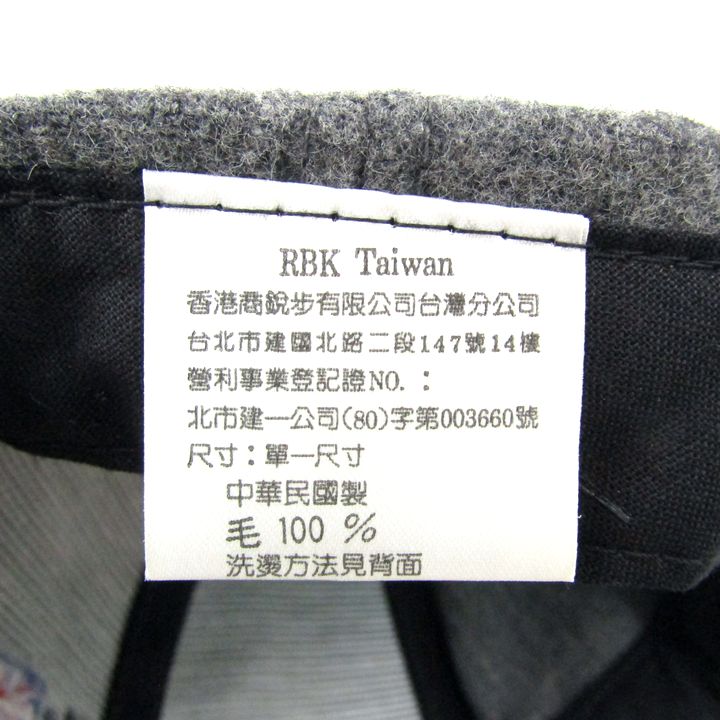 RBK Taiwan
香港商銳步有限公司台灣分公司
台北市建國北路二段147號14樓
營利事業登記證NO.：
北市建一公司(80)字第003660號
尺寸：單一尺寸
中華民國製
毛 100 %
洗燙方法見背面